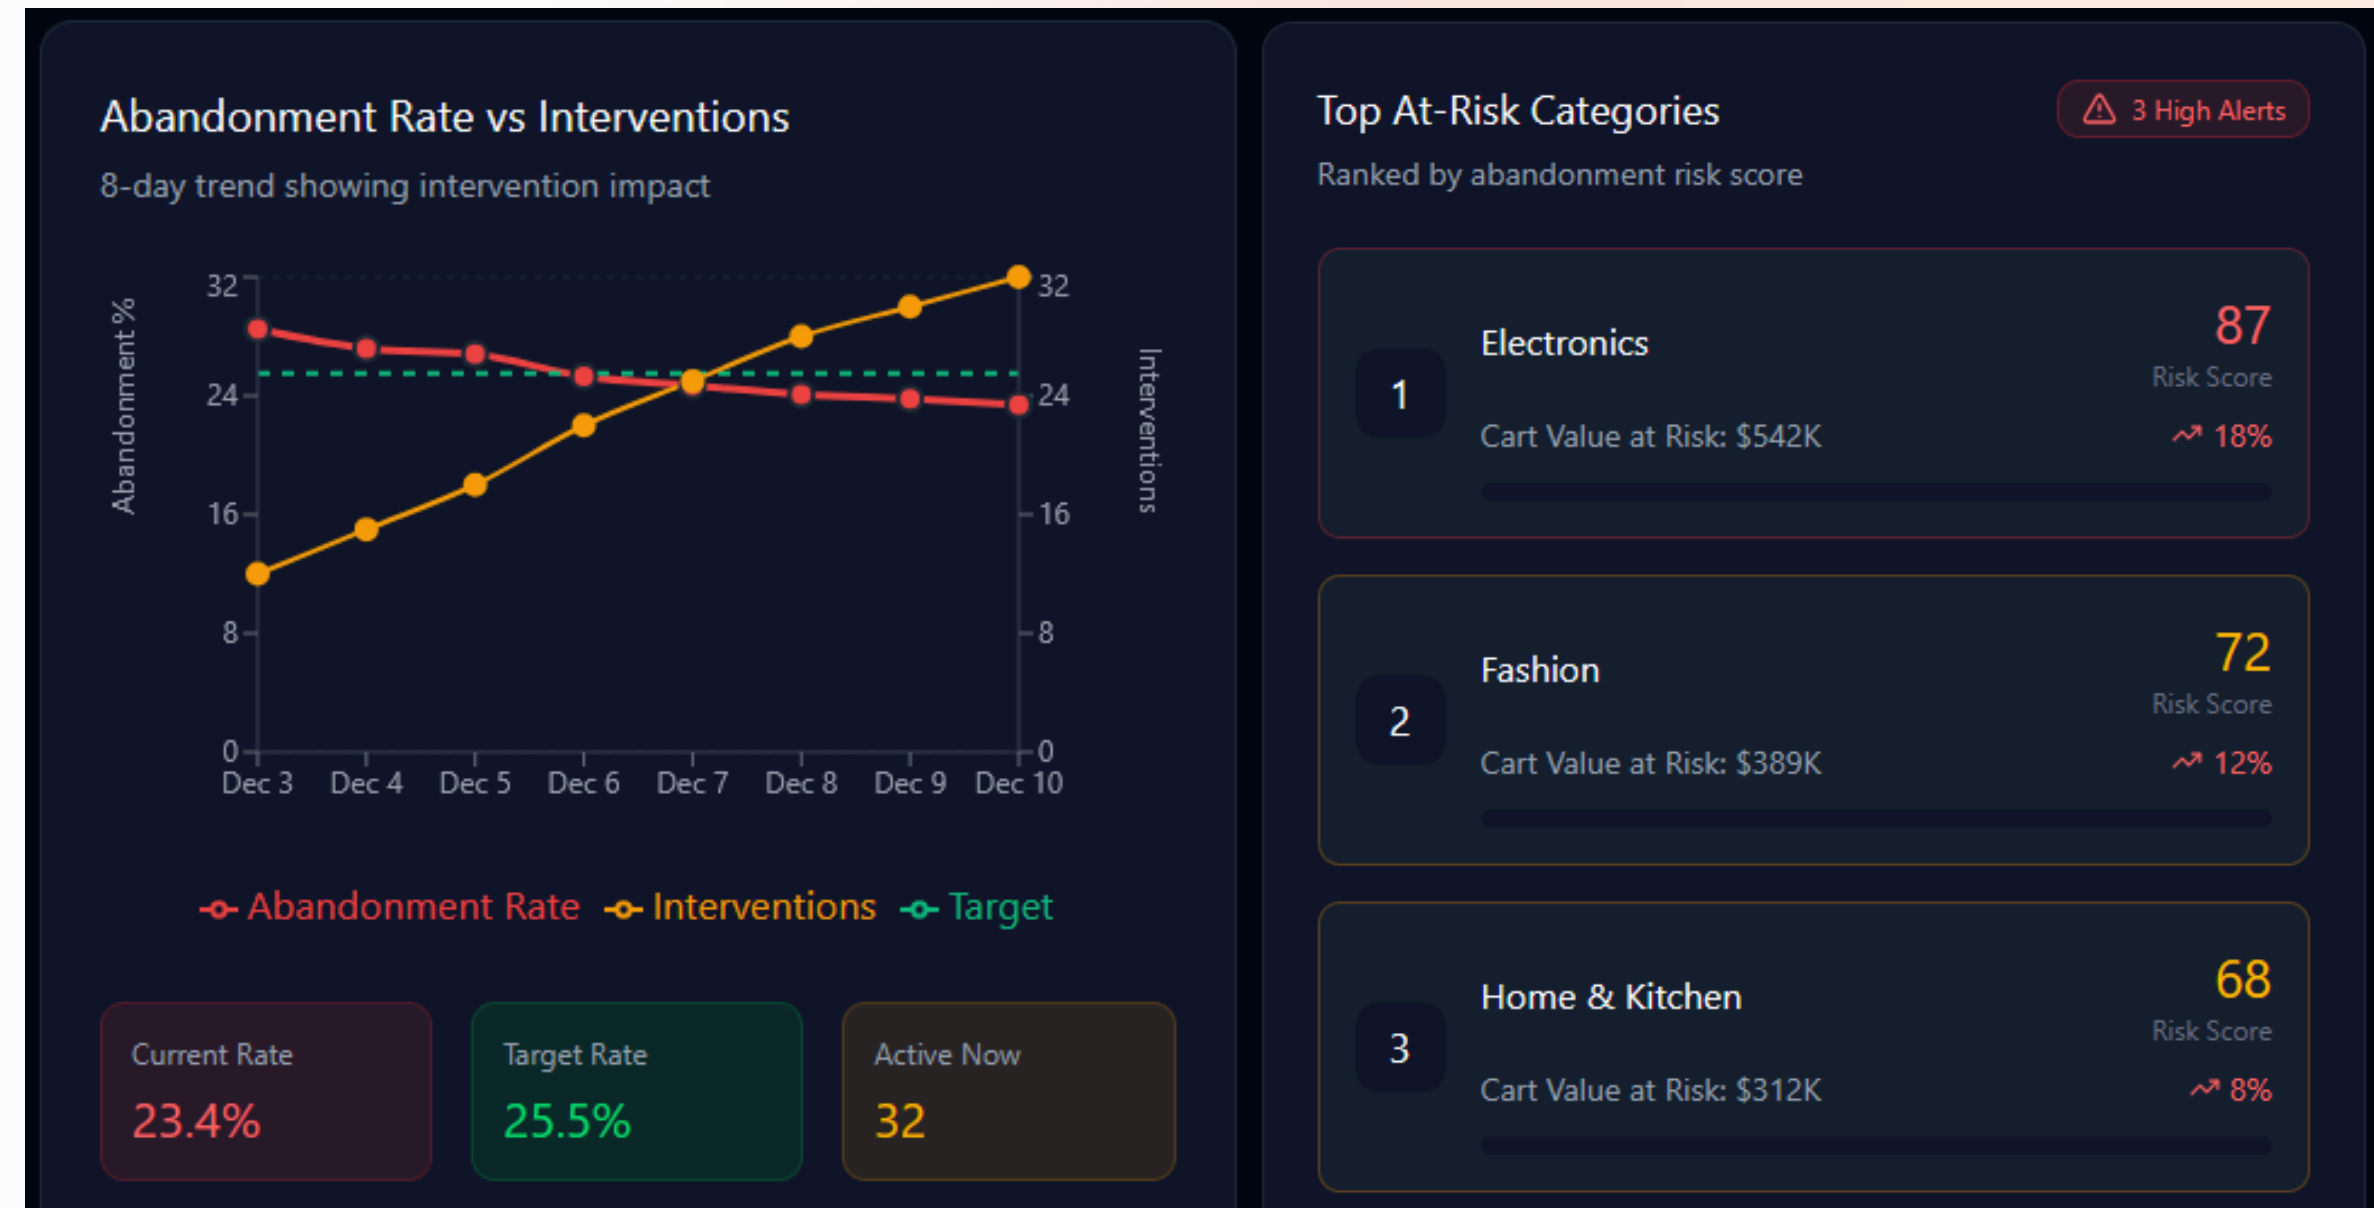 Abandonment Rate vs Interventions
8-day trend showing intervention impact
Abandonment %
32
24
16
8
0
32
24
16
8
0
Interventions
Dec 3 Dec 4 Dec 5 Dec 6 Dec 7 Dec 8 Dec 9 Dec 10
Abandonment Rate Interventions Target
Current Rate
23.4%
Target Rate
25.5%
Active Now
32
Top At-Risk Categories
3 High Alerts
Ranked by abandonment risk score
1
Electronics
87
Risk Score
Cart Value at Risk: $542K
18%
2
Fashion
72
Risk Score
Cart Value at Risk: $389K
12%
3
Home & Kitchen
68
Risk Score
Cart Value at Risk: $312K
8%